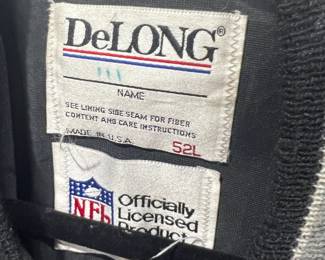 DeLONG®
NAME
SEE LINING SIDE SEAM FOR FIBER
CONTENT AND CARE INSTRUCTIONS
MADE IN U.S.A. 52L
NFL Officially
Licensed
Product